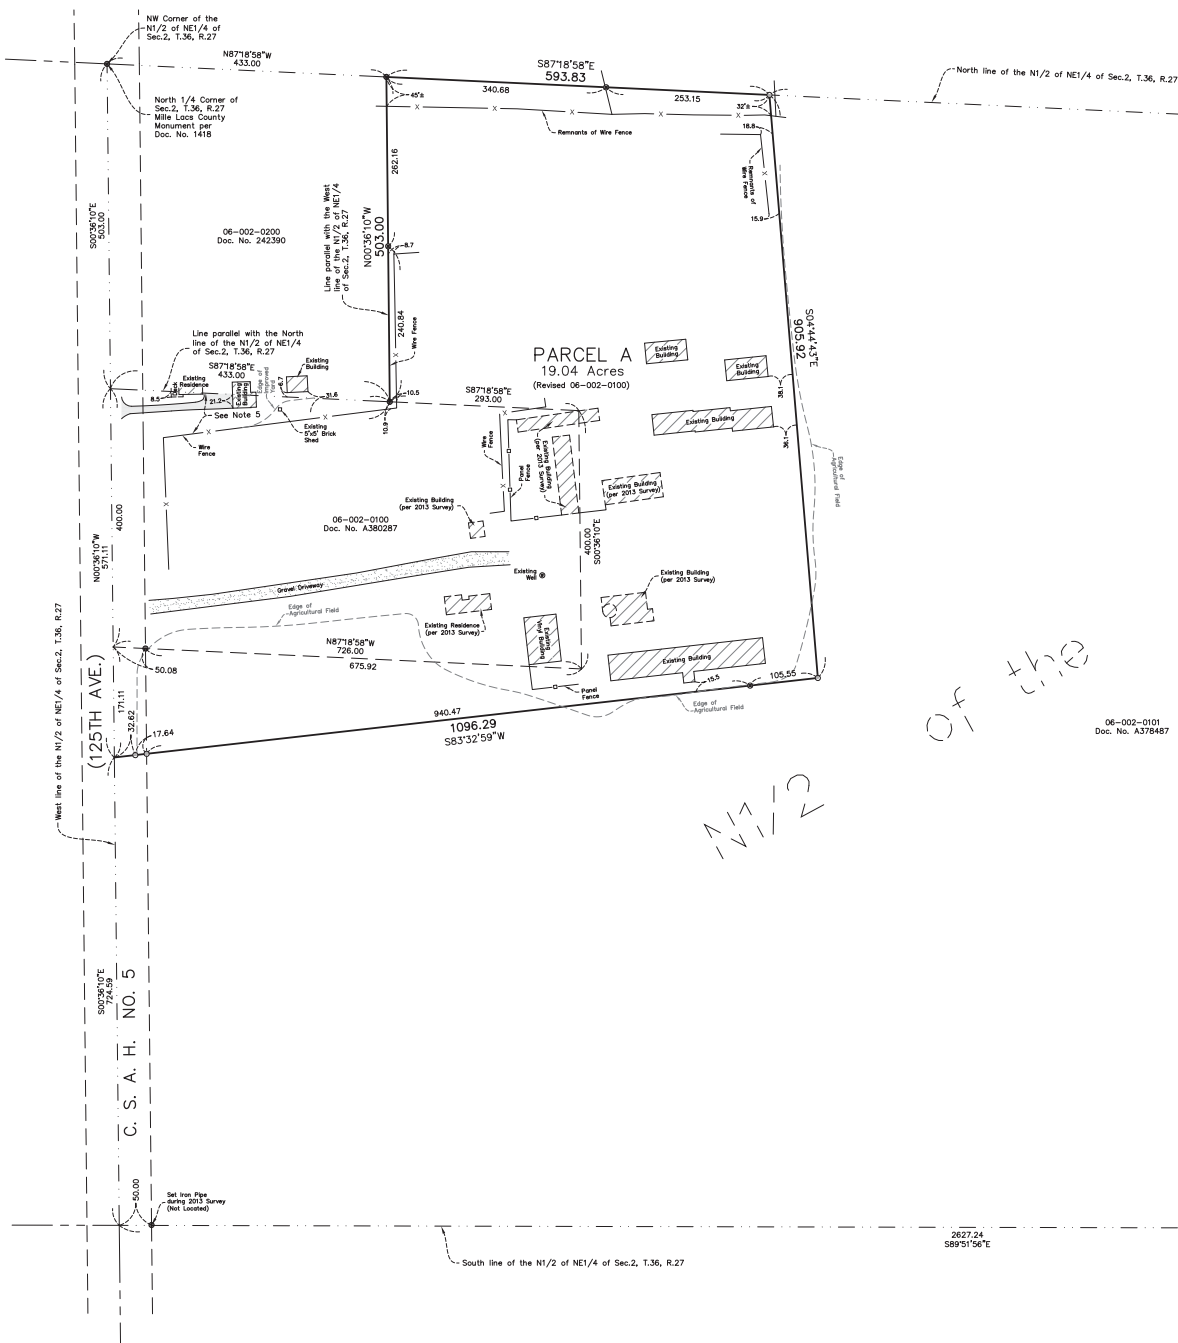 NW Corner of the
N1/2 of NE1/4 of
Sec.2, T.36, R.27
N87°18'58"W
433.00
S87°18'58"E
593.83
340.68
253.15
North line of the N1/2 of NE1/4 of Sec.2, T.36, R.27
North 1/4 Corner of
Sec.2, T.36, R.27
Mille Lacs County
Monument per
Doc. No. 1418
45'±
32'±
Remnants of Wire Fence
18.8
Remnants of
Wire Fence
15.9
262.16
S00°36'10"E
503.00
06-002-0200
Doc. No. 242390
Line parallel with the West
line of the N1/2 of NE1/4
of Sec.2, T.36, R.27
N00°36'10"W
503.00
8.7
240.84
Wire Fence
S04°44'43"E
905.92
Line parallel with the North
line of the N1/2 of NE1/4
of Sec.2, T.36, R.27
S87°18'58"E
433.00
Existing
Residence
Deck
8.5
21.2
Existing
Building
Edge of
Improved
Yard
6.7
Existing
Building
31.6
See Note 5
Wire
Fence
Existing
5'x5' Brick
Shed
10.9
10.5
PARCEL A
19.04 Acres
(Revised 06-002-0100)
S87°18'58"E
293.00
Existing
Building
Existing
Building
38.1
Existing Building
36.1
Edge of
Agricultural Field
Wire
Fence
Panel
Fence
Existing Building
(per 2013 Survey)
Existing Building
(per 2013 Survey)
Existing Building
(per 2013 Survey)
06-002-0100
Doc. No. A380287
400.00
N00°36'10"W
571.11
400.00
S00°36'10"E
Existing
Well
Gravel Driveway
Existing Building
(per 2013 Survey)
Edge of
Agricultural Field
Existing Residence
(per 2013 Survey)
Existing
Vinyl Building
N87°18'58"W
726.00
675.92
50.08
Existing Building
Panel
Fence
15.5
105.55
Edge of
Agricultural Field
171.11
32.62
17.64
940.47
1096.29
S83°32'59"W
(125TH AVE.)
West line of the N1/2 of NE1/4 of Sec.2, T.36, R.27
of the
N1/2
06-002-0101
Doc. No. A378487
S00°36'10"E
724.59
C. S. A. H. NO. 5
50.00
Set Iron Pipe
during 2013 Survey
(Not Located)
South line of the N1/2 of NE1/4 of Sec.2, T.36, R.27
2627.24
S89°51'56"E